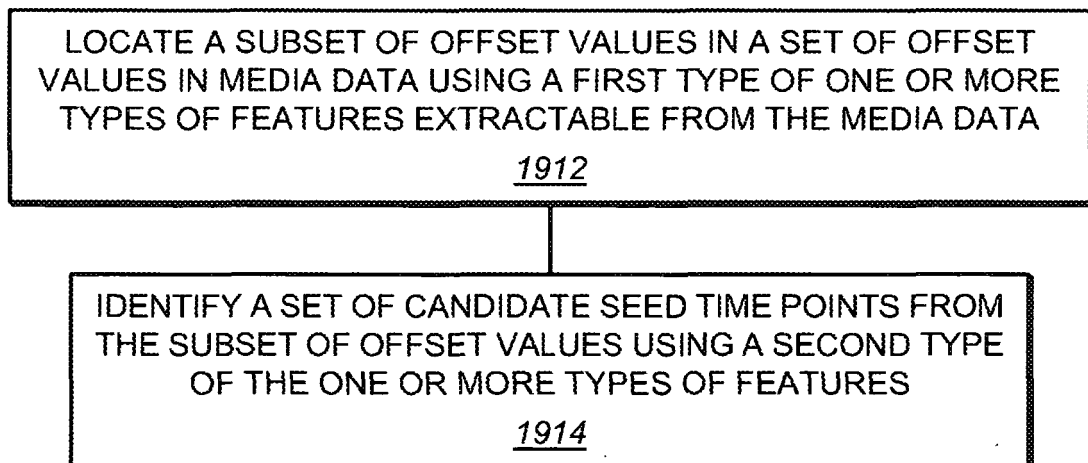 LOCATE A SUBSET OF OFFSET VALUES IN A SET OF OFFSET
VALUES IN MEDIA DATA USING A FIRST TYPE OF ONE OR MORE
TYPES OF FEATURES EXTRACTABLE FROM THE MEDIA DATA
1912
IDENTIFY A SET OF CANDIDATE SEED TIME POINTS FROM
THE SUBSET OF OFFSET VALUES USING A SECOND TYPE
OF THE ONE OR MORE TYPES OF FEATURES
1914